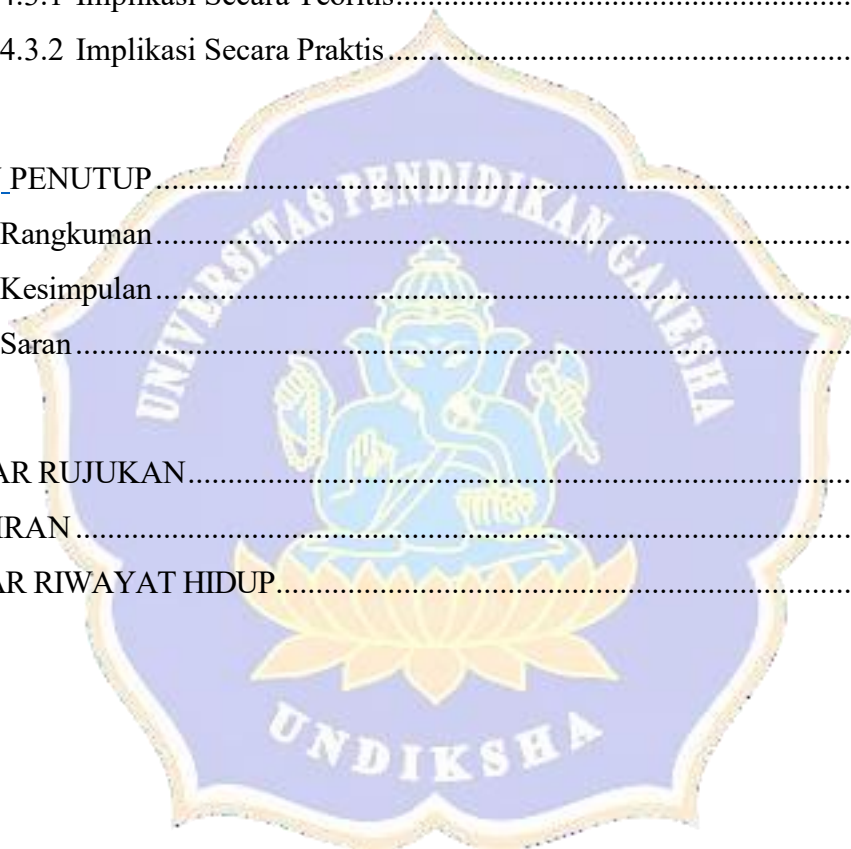 4.3.1 Implikasi Secara Teoritis
4.3.2 Implikasi Secara Praktis
PENUTUP
Rangkuman
Kesimpulan
Saran
AR RUJUKAN
IRAN
AR RIWAYAT HIDUP
UNIVERSITAS PENDIDIKAN GANESHA
UNDIKSHA